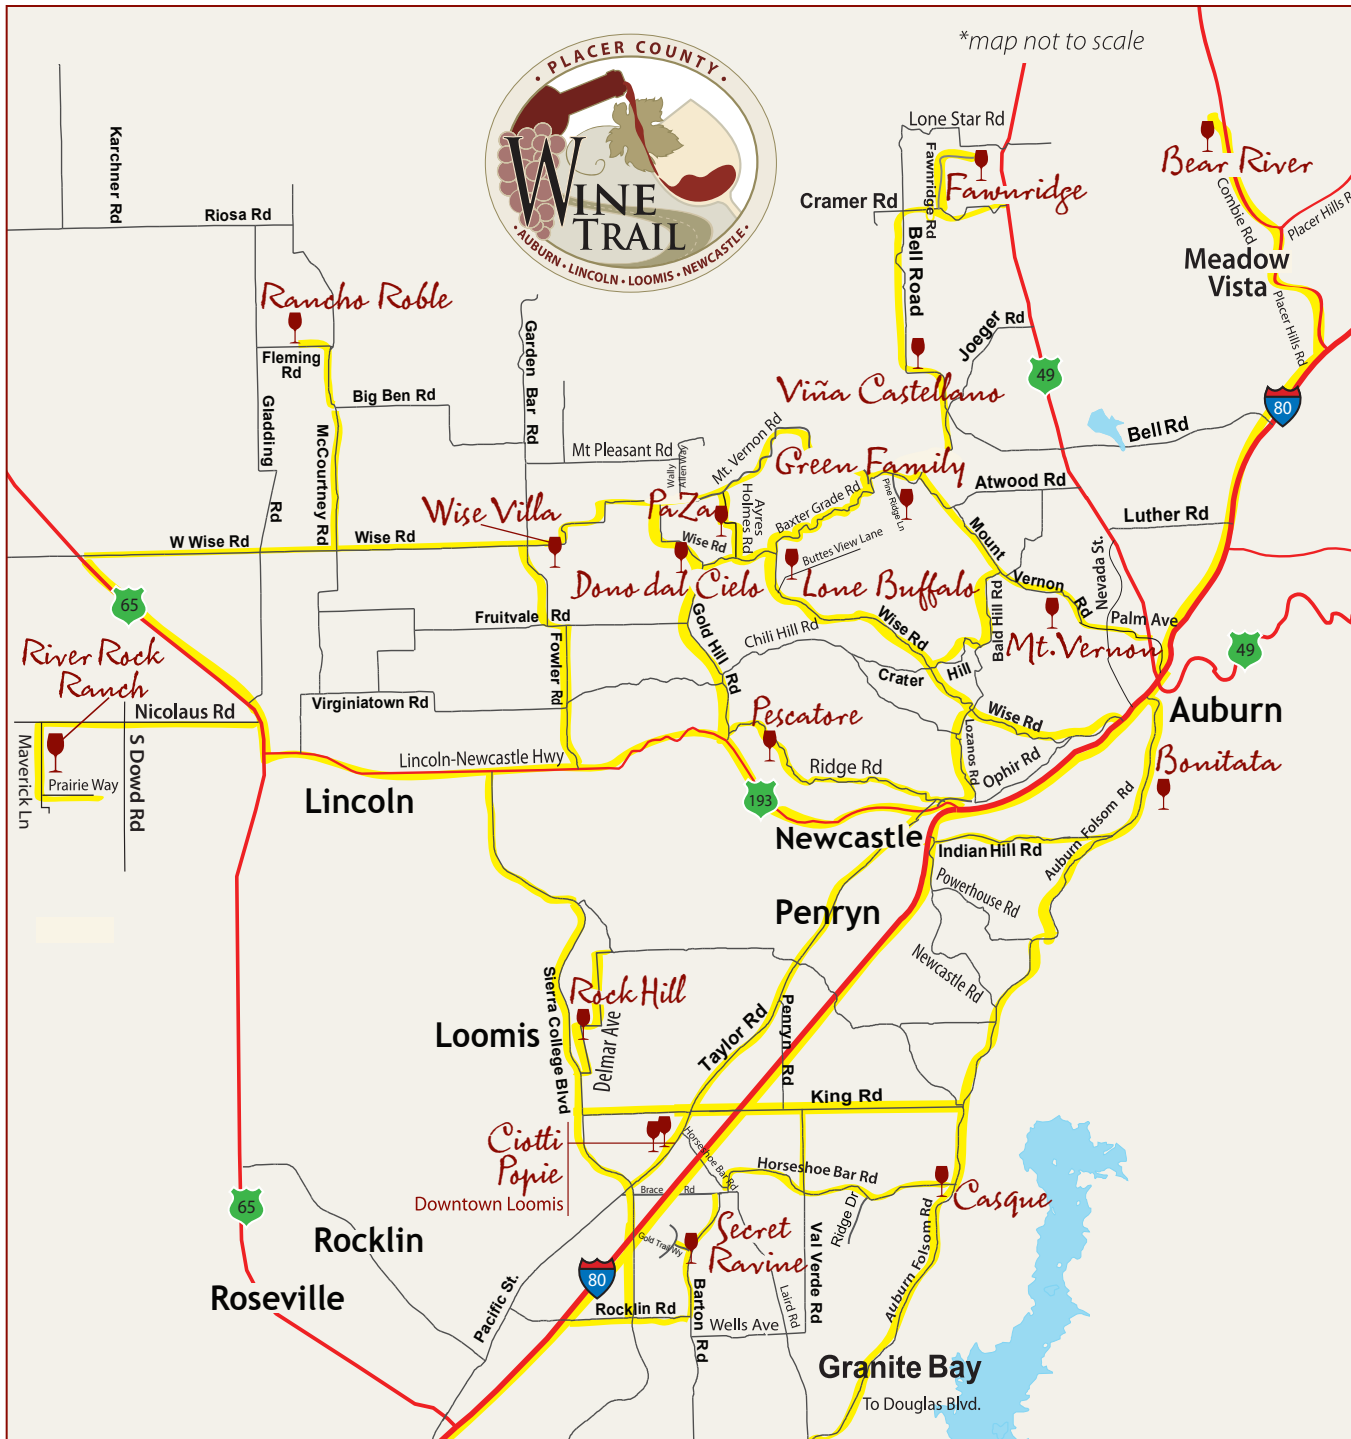 *map not to scale
PLACER COUNTY
WINE
TRAIL
AUBURN • LINCOLN • LOOMIS • NEWCASTLE
Lone Star Rd
Fawnridge Rd
Fawnridge
Bear River
Combie Rd
Placer Hills R
Meadow
Vista
Placer Hills Rd
Karchner Rd
Riosa Rd
Cramer Rd
Bell Road
Joeger Rd
49
80
Rancho Roble
Fleming
Rd
Gladding
Rd
McCourtney Rd
Big Ben Rd
Garden Bar Rd
Viña Castellano
Bell Rd
Mt Pleasant Rd
Wally
Allen Way
Mt. Vernon Rd
Green Family
Atwood Rd
Luther Rd
Wise Villa
PaZa
Ayres
Holmes Rd
Baxter Grade Rd
Pine Ridge Ln
Mount
Vernon
Rd
Nevada St.
W Wise Rd
Wise Rd
Wise Rd
Buttes View Lane
Dono dal Cielo
Lone Buffalo
Bald Hill Rd
Palm Ave
Mt. Vernon
49
65
Fruitvale Rd
Fowler Rd
Gold Hill Rd
Chili Hill Rd
Wise Rd
Crater
Hill
River Rock
Ranch
Nicolaus Rd
Virginiatown Rd
Pescatore
Lozanos Rd
Wise Rd
Auburn
Maverick Ln
Prairie Way
S Dowd Rd
Lincoln-Newcastle Hwy
Ridge Rd
Ophir Rd
Bonitata
Lincoln
193
Newcastle
Indian Hill Rd
Auburn Folsom Rd
Powerhouse Rd
Penryn
Newcastle Rd
Sierra College Blvd
Rock Hill
Delmar Ave
Loomis
Taylor Rd
Penryn Rd
King Rd
Ciotti
Popie
Downtown Loomis
Horseshoe Bar Rd
Horseshoe Bar Rd
Brace Rd
Casque
65
Rocklin
Gold Trail Wy
Secret
Ravine
Val Verde Rd
Ridge Dr
Auburn Folsom Rd
80
Roseville
Pacific St.
Rocklin Rd
Barton Rd
Wells Ave
Laird Rd
Granite Bay
To Douglas Blvd.